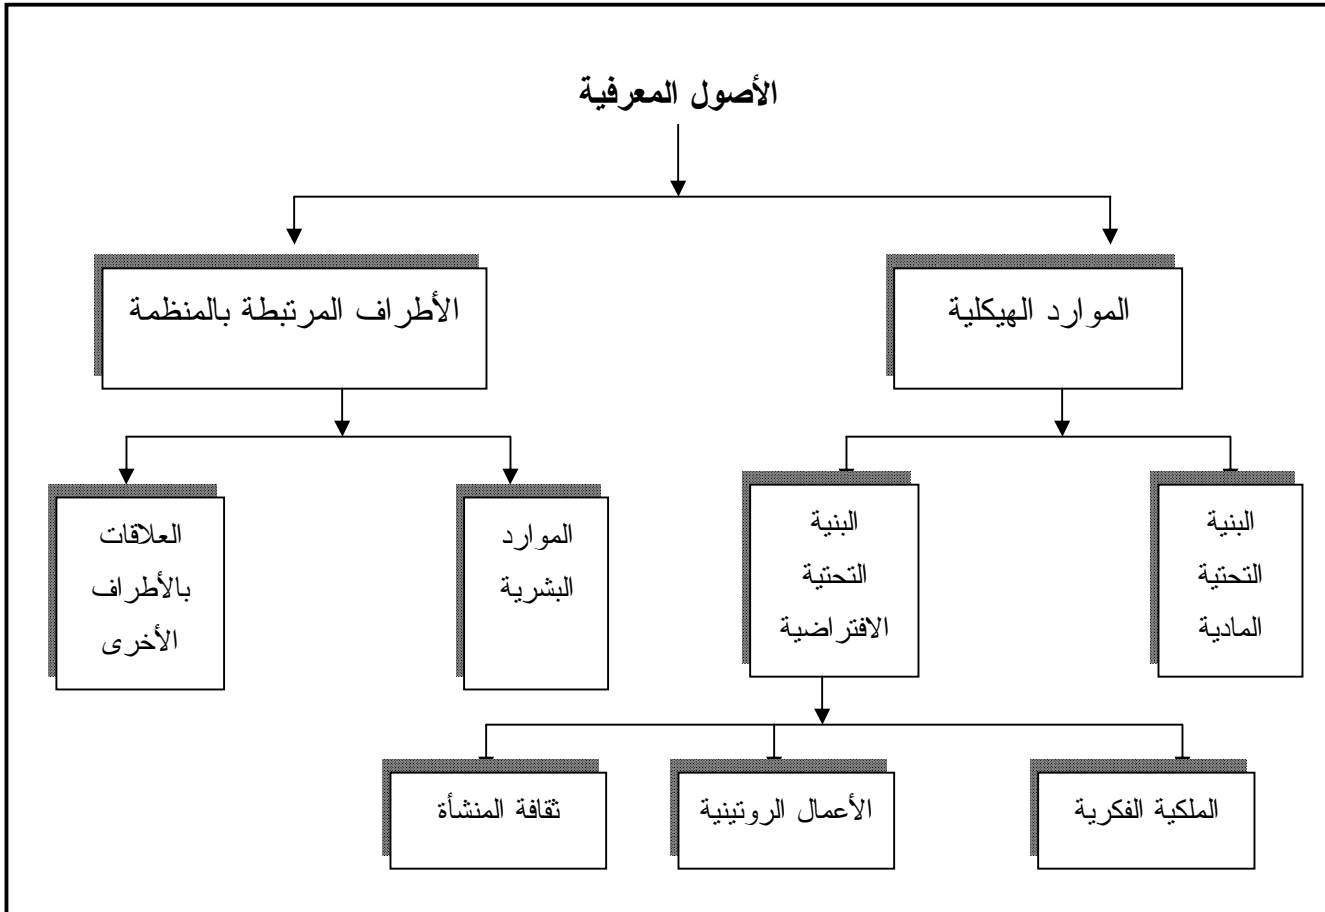 الأصول المعرفية
الموارد الهيكلية
الأطراف المرتبطة بالمنظمة
البنية
التحتية
المادية
البنية
التحتية
الافتراضية
الموارد
البشرية
العلاقات
بالأطراف
الأخرى
الملكية الفكرية
الأعمال الروتينية
ثقافة المنشأة